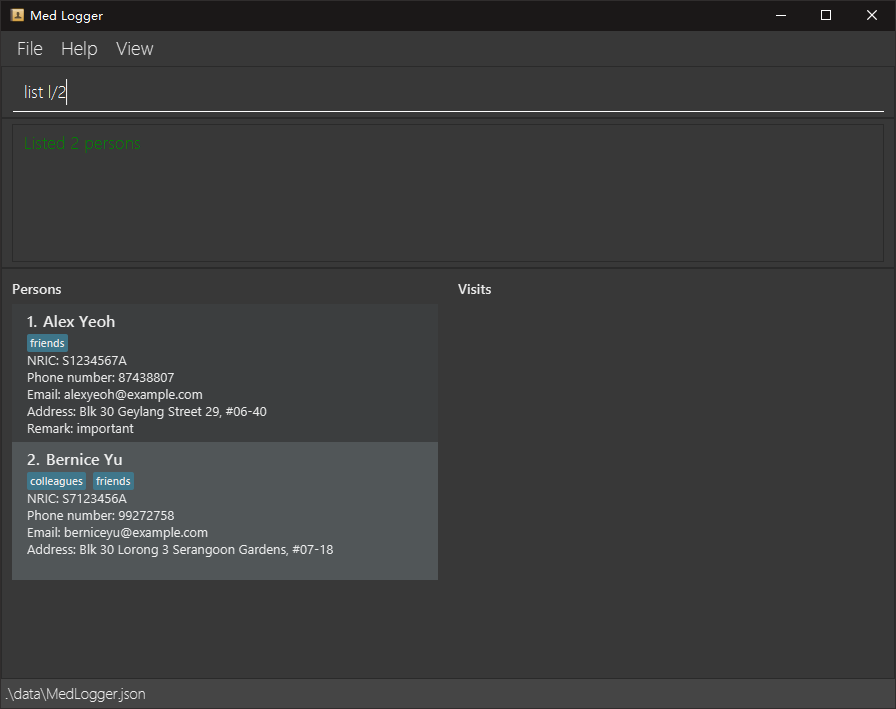 Med Logger
File Help View
list l/2
Listed 2 persons
Persons
1. Alex Yeoh
friends
NRIC: S1234567A
Phone number: 87438807
Email: alexyeoh@example.com
Address: Blk 30 Geylang Street 29, #06-40
Remark: important
2. Bernice Yu
colleagues friends
NRIC: S7123456A
Phone number: 99272758
Email: berniceyu@example.com
Address: Blk 30 Lorong 3 Serangoon Gardens, #07-18
Visits
.\data\MedLogger.json